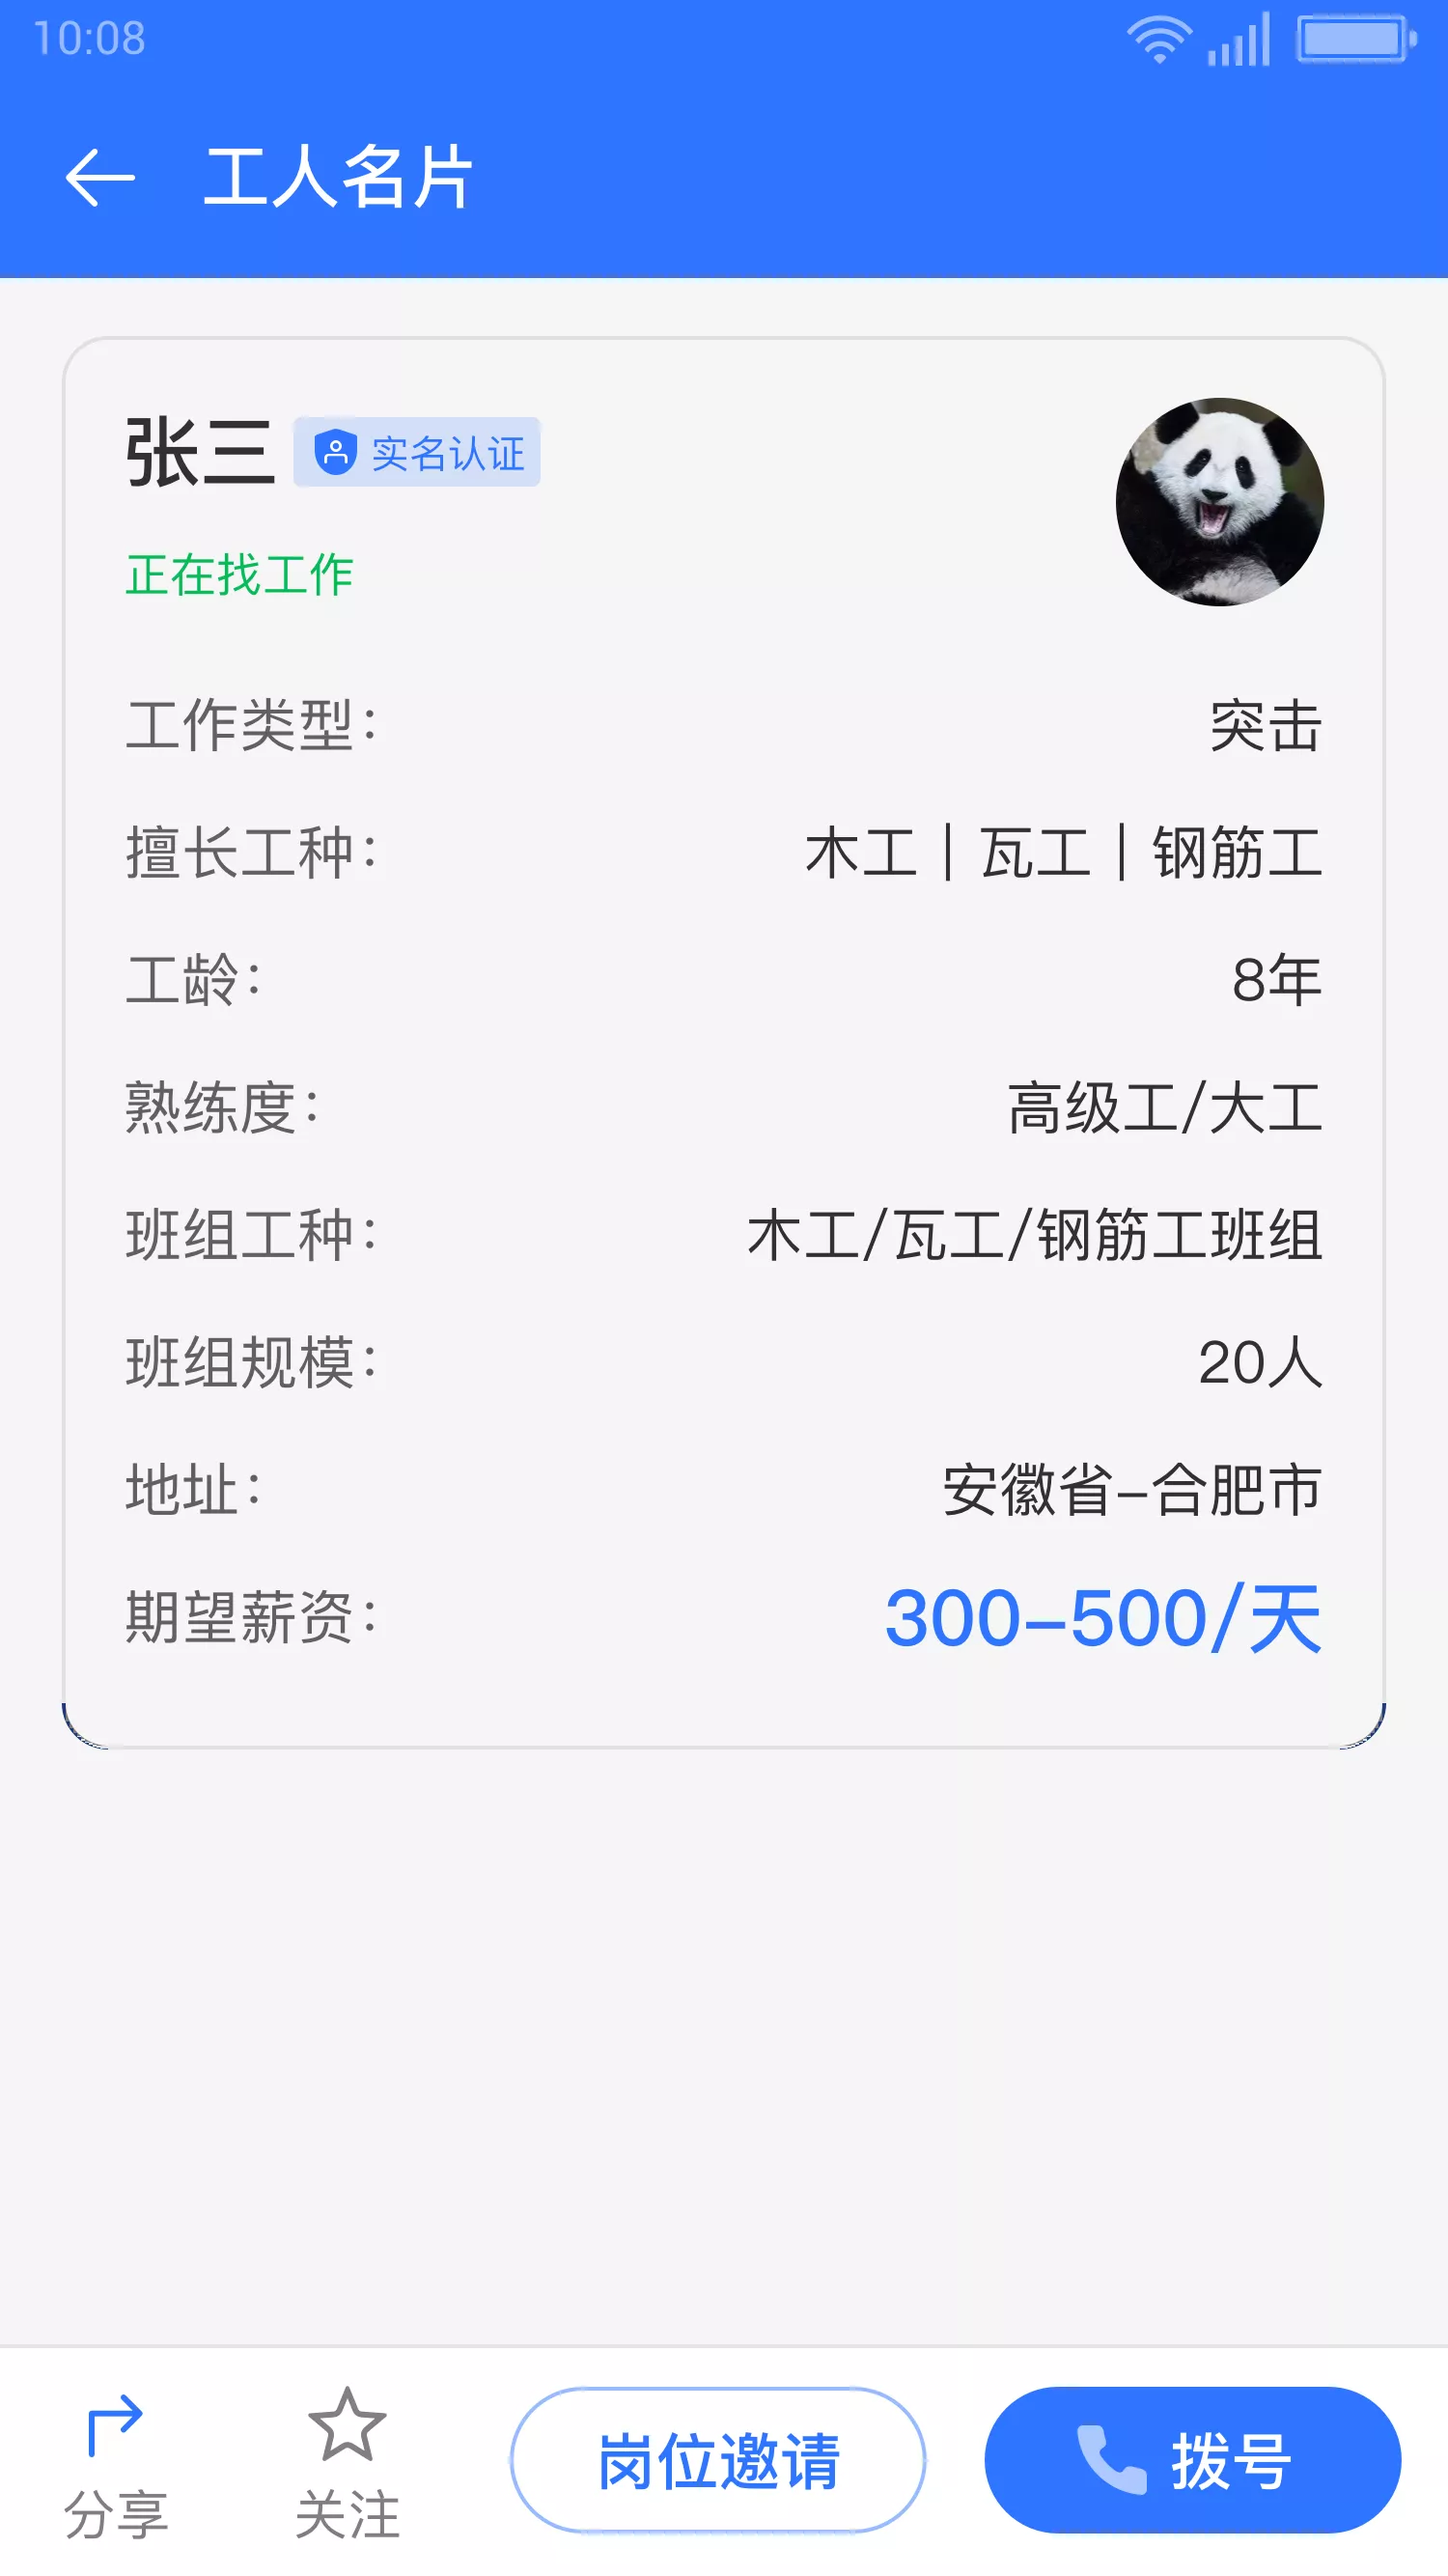 10:08
工人名片
张三 实名认证
正在找工作
工作类型: 突击
擅长工种: 木工｜瓦工｜钢筋工
工龄: 8年
熟练度: 高级工/大工
班组工种: 木工/瓦工/钢筋工班组
班组规模: 20人
地址: 安徽省-合肥市
期望薪资: 300-500/天
分享 关注 岗位邀请 拨号